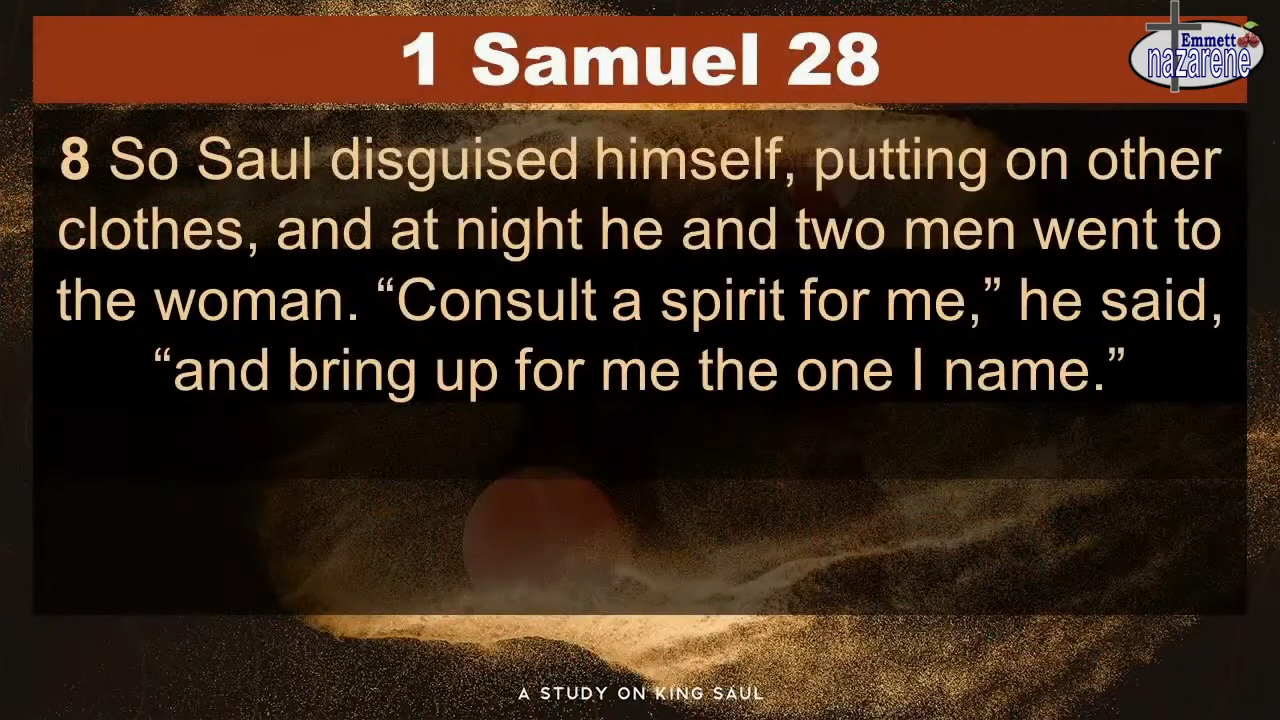 1 Samuel 28
Emmett
nazarene
8 So Saul disguised himself, putting on other
clothes, and at night he and two men went to
the woman. “Consult a spirit for me,” he said,
“and bring up for me the one I name.”
A STUDY ON KING SAUL